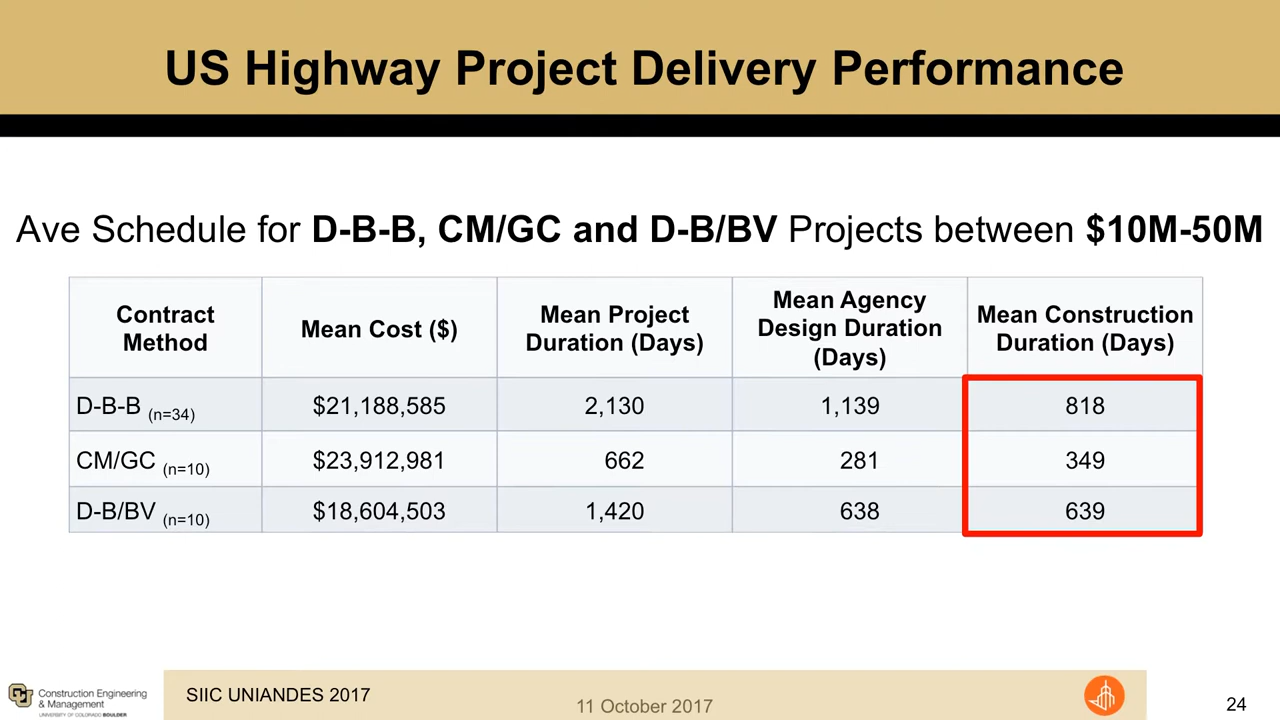 US Highway Project Delivery Performance
Ave Schedule for D-B-B, CM/GC and D-B/BV Projects between $10M-50M
Contract Method Mean Cost ($) Mean Project Duration (Days) Mean Agency Design Duration (Days) Mean Construction Duration (Days)
D-B-B (n=34) $21,188,585 2,130 1,139 818
CM/GC (n=10) $23,912,981 662 281 349
D-B/BV (n=10) $18,604,503 1,420 638 639
Construction Engineering
& Management
UNIVERSITY OF COLORADO BOULDER
SIIC UNIANDES 2017
11 October 2017
24